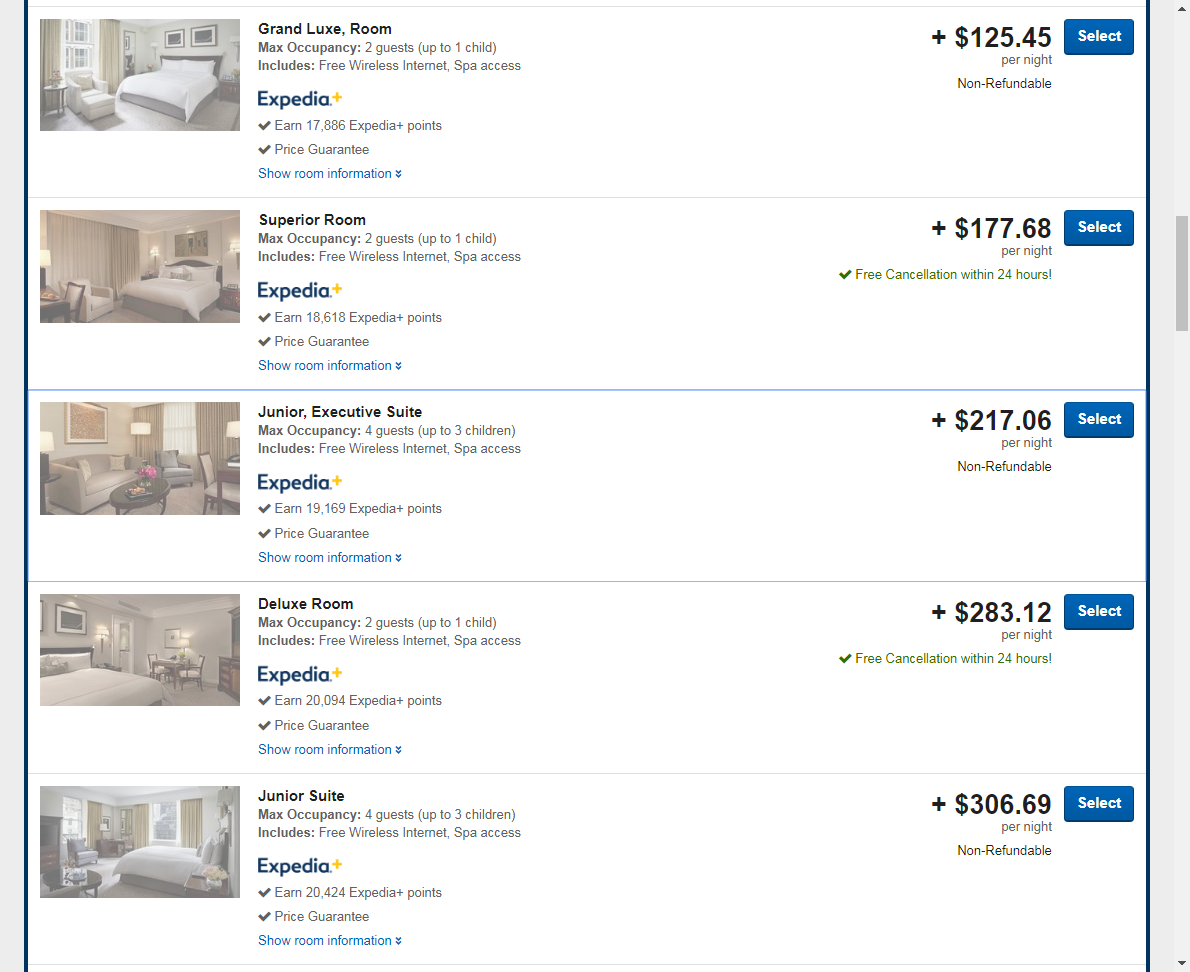 Grand Luxe, Room
Max Occupancy: 2 guests (up to 1 child)
Includes: Free Wireless Internet, Spa access
Expedia+
Earn 17,886 Expedia+ points
Price Guarantee
Show room information
+ $125.45
per night
Non-Refundable
Select
Superior Room
Max Occupancy: 2 guests (up to 1 child)
Includes: Free Wireless Internet, Spa access
Expedia+
Earn 18,618 Expedia+ points
Price Guarantee
Show room information
+ $177.68
per night
Free Cancellation within 24 hours!
Select
Junior, Executive Suite
Max Occupancy: 4 guests (up to 3 children)
Includes: Free Wireless Internet, Spa access
Expedia+
Earn 19,169 Expedia+ points
Price Guarantee
Show room information
+ $217.06
per night
Non-Refundable
Select
Deluxe Room
Max Occupancy: 2 guests (up to 1 child)
Includes: Free Wireless Internet, Spa access
Expedia+
Earn 20,094 Expedia+ points
Price Guarantee
Show room information
+ $283.12
per night
Free Cancellation within 24 hours!
Select
Junior Suite
Max Occupancy: 4 guests (up to 3 children)
Includes: Free Wireless Internet, Spa access
Expedia+
Earn 20,424 Expedia+ points
Price Guarantee
Show room information
+ $306.69
per night
Non-Refundable
Select